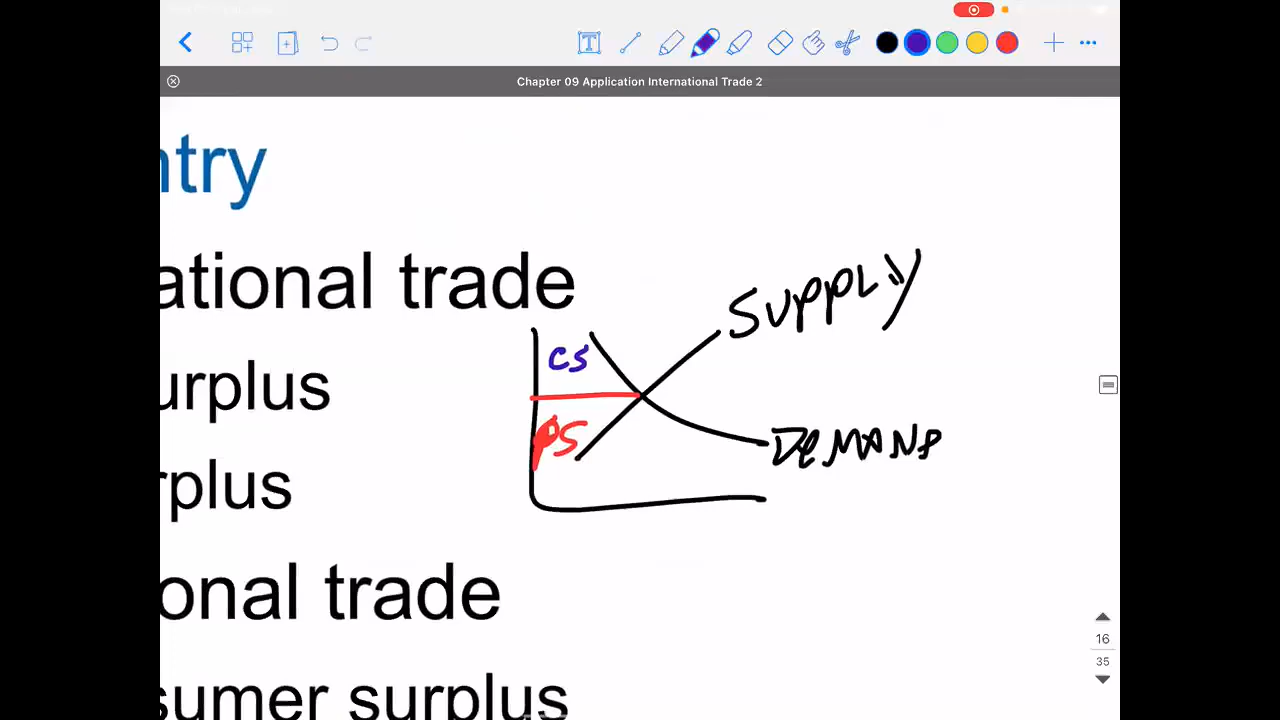 Chapter 09 Application International Trade 2
ntry
ational trade
SUPPLY
CS
urplus
PS
DEMAND
rplus
onal trade
16
35
sumer surplus